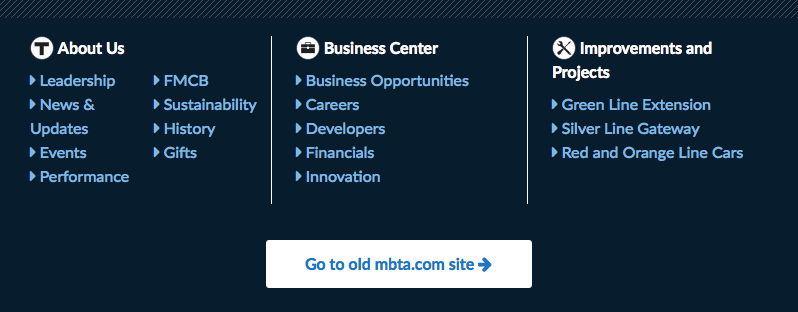 T About Us
Leadership
News &
Updates
Events
Performance
FMCB
Sustainability
History
Gifts
Business Center
Business Opportunities
Careers
Developers
Financials
Innovation
Improvements and
Projects
Green Line Extension
Silver Line Gateway
Red and Orange Line Cars
Go to old mbta.com site